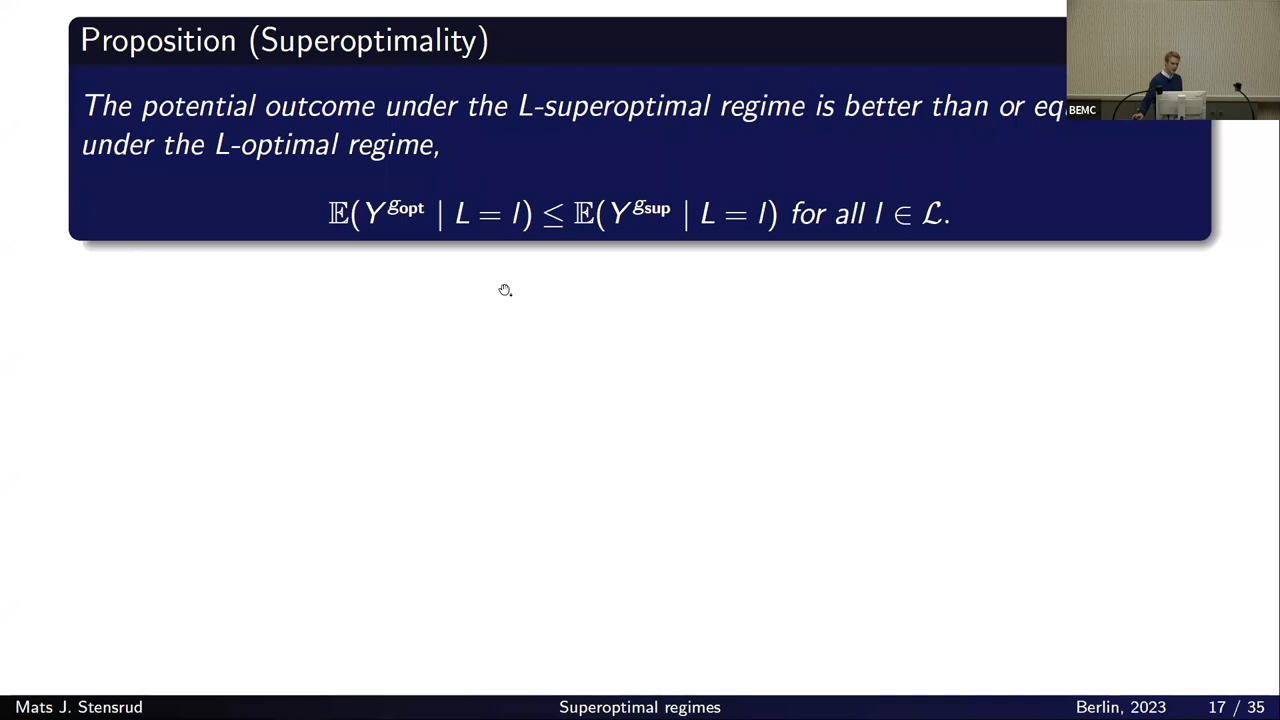 Proposition (Superoptimality)
The potential outcome under the L-superoptimal regime is better than or
under the L-optimal regime,
𝔼(Y^{g_opt} | L = l) ≤ 𝔼(Y^{g_sup} | L = l) for all l ∈ ℒ.
BEMC
Mats J. Stensrud
Superoptimal regimes
Berlin, 2023
17 / 35